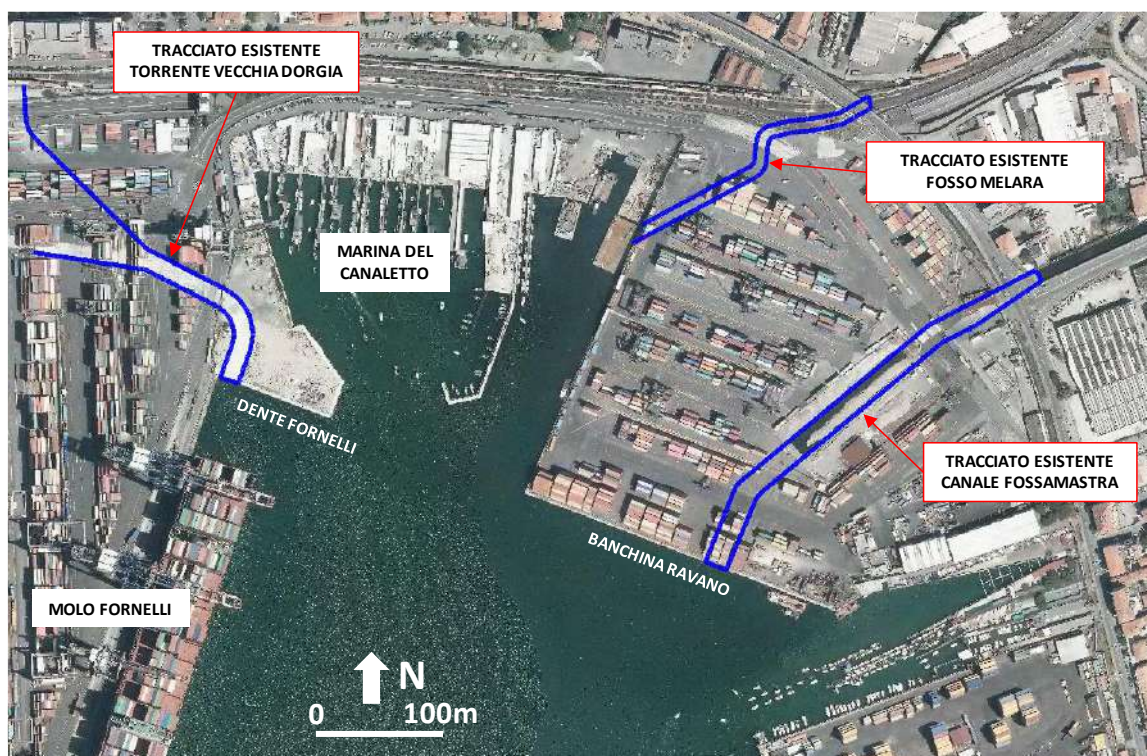 TRACCIATO ESISTENTE
TORRENTE VECCHIA DORGIA
TRACCIATO ESISTENTE
FOSSO MELARA
MARINA DEL
CANALETTO
DENTE FORNELLI
TRACCIATO ESISTENTE
CANALE FOSSAMASTRA
BANCHINA RAVANO
MOLO FORNELLI
N
0 100m